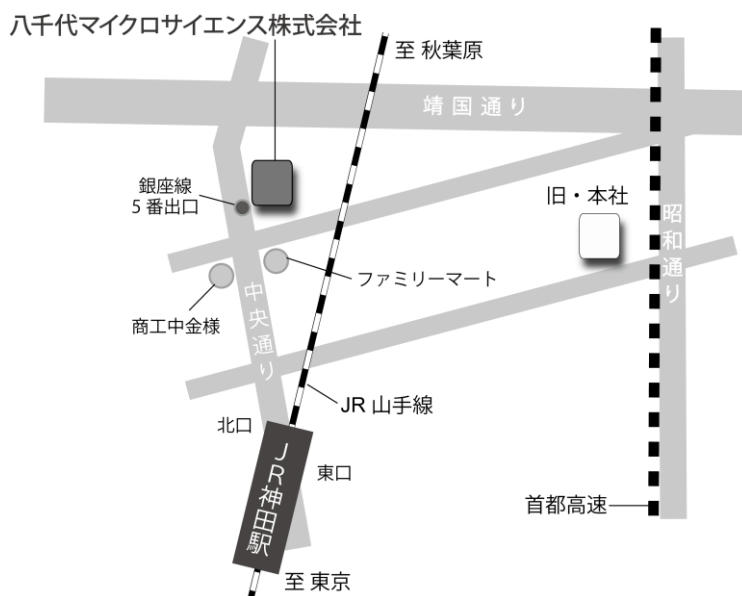 八千代マイクロサイエンス株式会社
至 秋葉原
靖国通り
銀座線
5番出口
旧・本社
昭和通り
ファミリーマート
中央通り
商工中金様
JR 山手線
北口
JR神田駅
東口
首都高速
至 東京